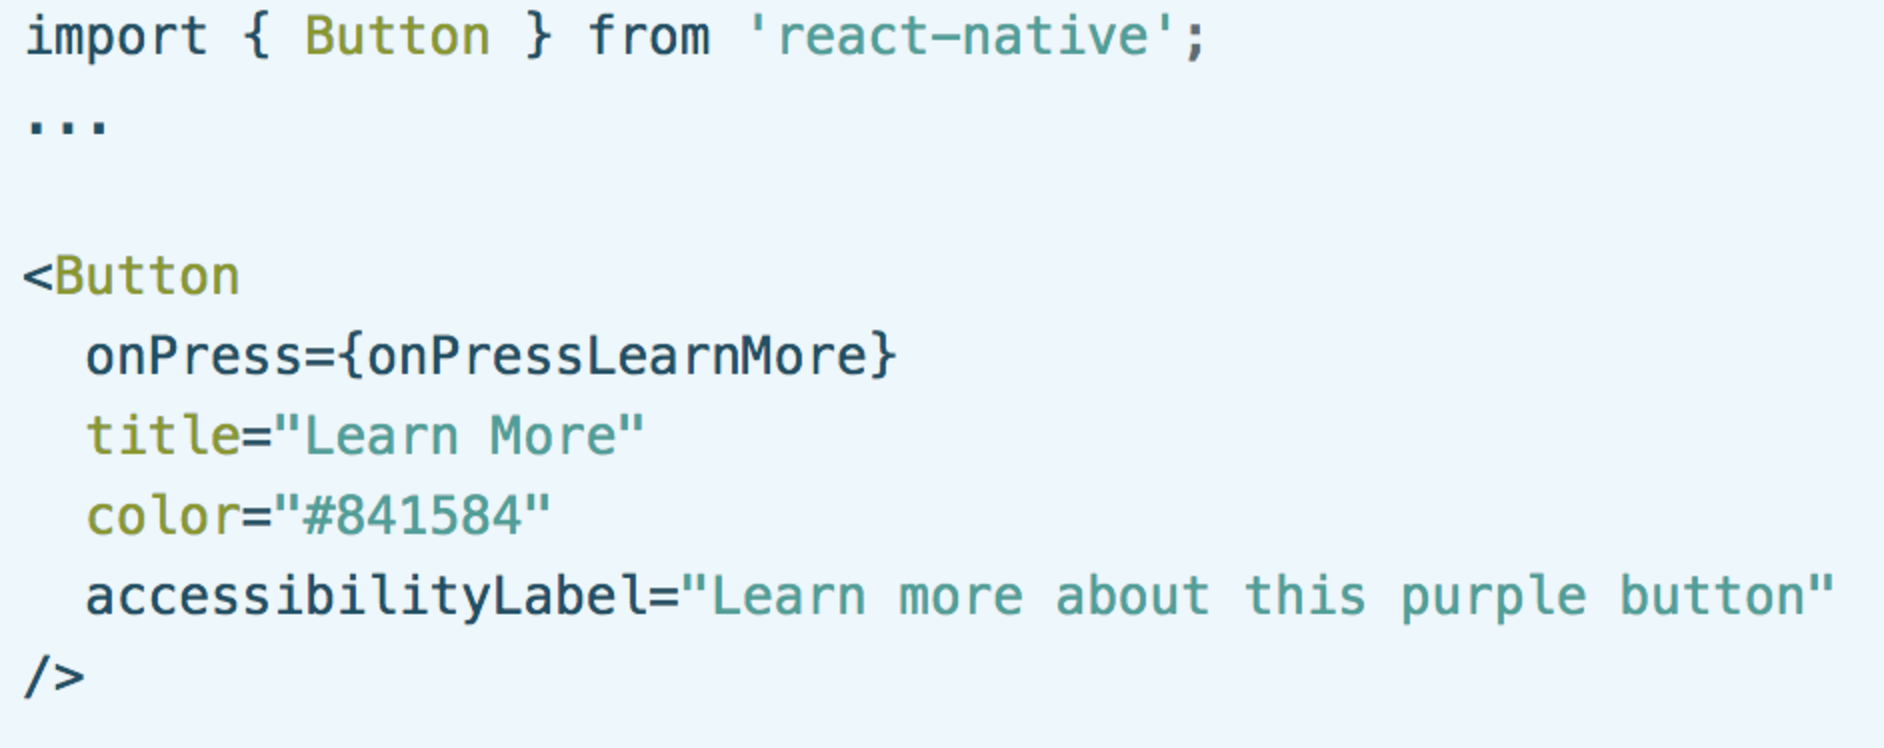 import { Button } from 'react-native';
...

<Button
  onPress={onPressLearnMore}
  title="Learn More"
  color="#841584"
  accessibilityLabel="Learn more about this purple button"
/>